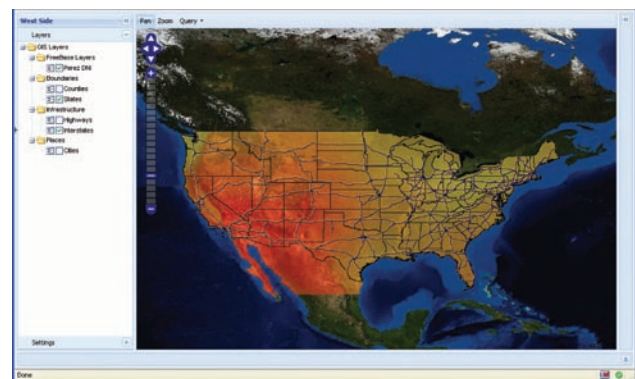 West Side
Pan Zoom Query
Layers
GIS Layers
FreeBase Layers
Perez DNI
Boundaries
Counties
States
Infrastructure
Highways
Interstates
Places
Cities
Settings
Done